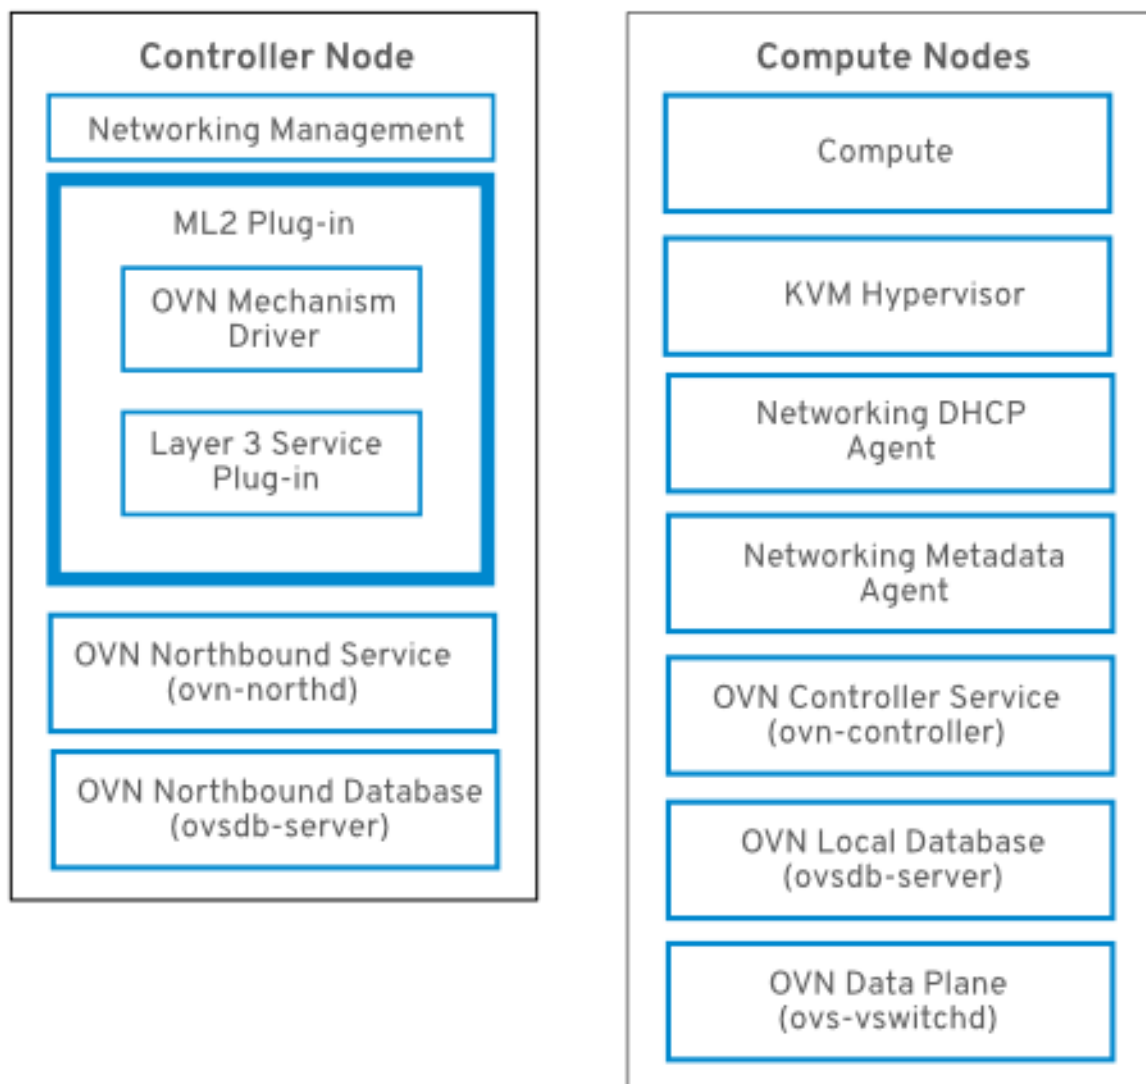 Controller Node
Networking Management
ML2 Plug-in
OVN Mechanism
Driver
Layer 3 Service
Plug-in
OVN Northbound Service
(ovn-northd)
OVN Northbound Database
(ovsdb-server)
Compute Nodes
Compute
KVM Hypervisor
Networking DHCP
Agent
Networking Metadata
Agent
OVN Controller Service
(ovn-controller)
OVN Local Database
(ovsdb-server)
OVN Data Plane
(ovs-vswitchd)